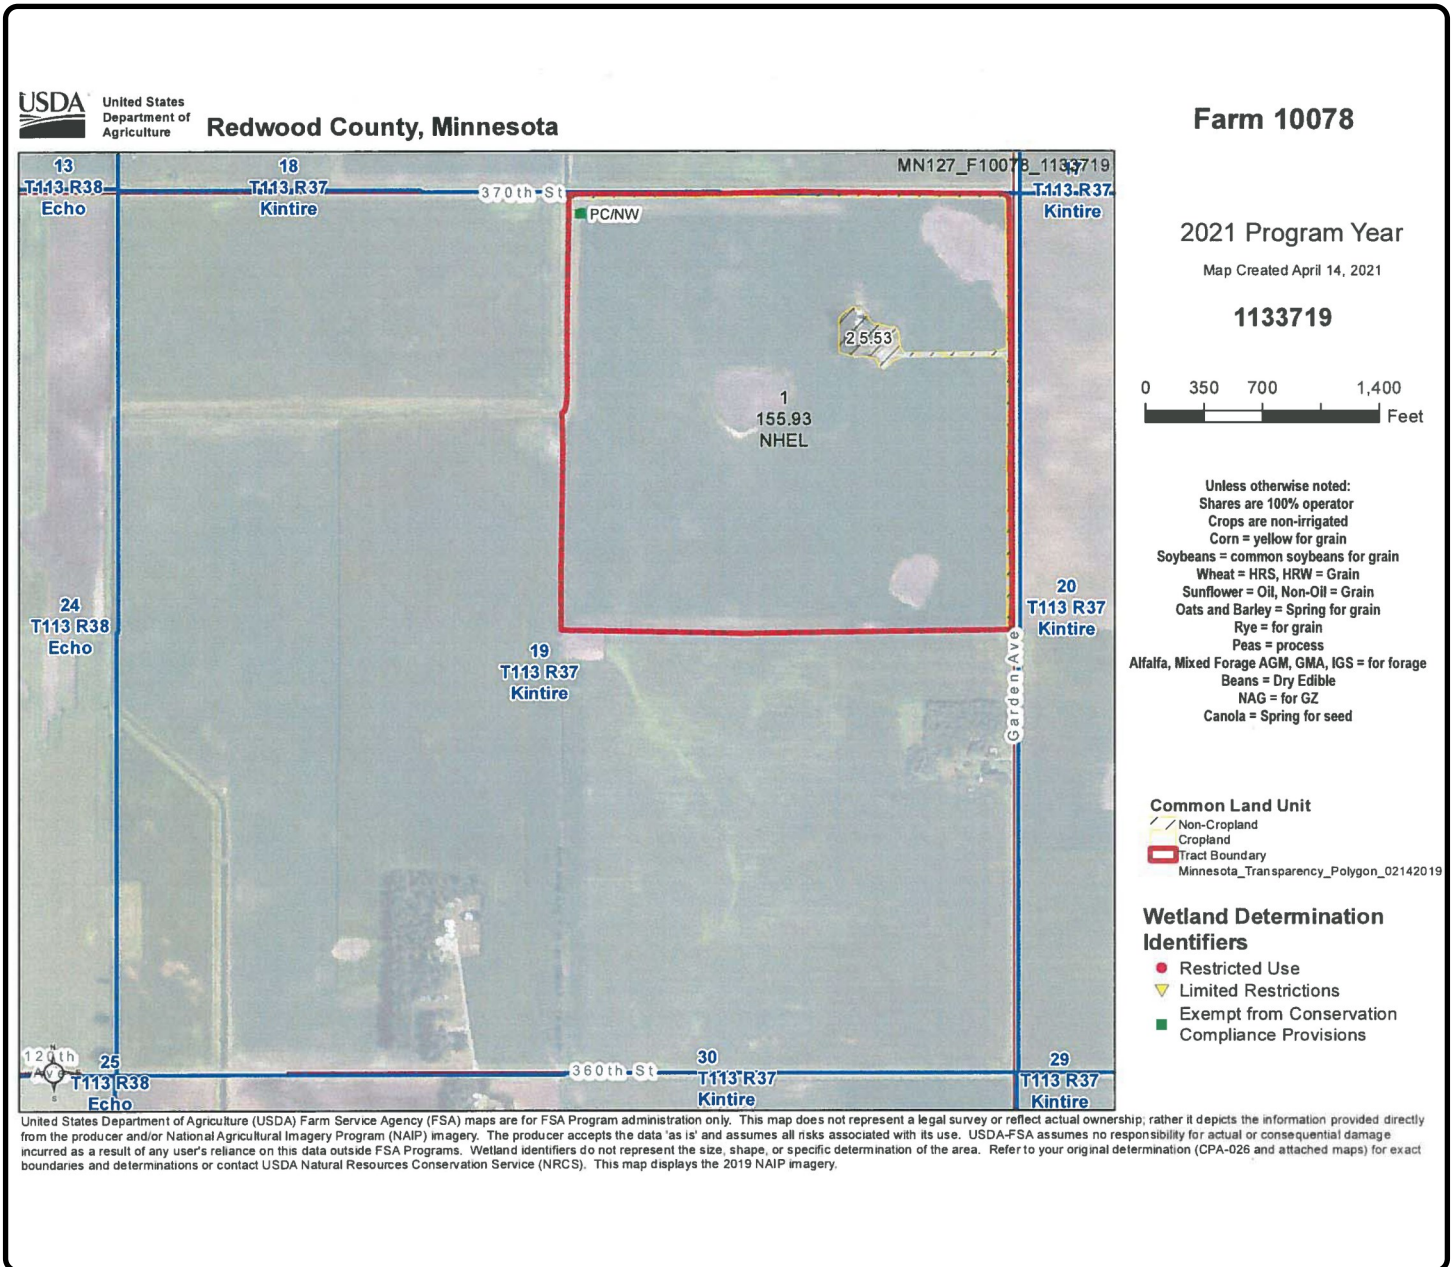 USDA
United States
Department of
Agriculture
Redwood County, Minnesota
Farm 10078
MN127_F10078_1133719
13
T113 R38
Echo
18
T113 R37
Kintire
370th St
T113 R37
Kintire
PC/NW
2021 Program Year
Map Created April 14, 2021
1133719
2 5.53
1
155.93
NHEL
0 350 700 1,400
Feet
Unless otherwise noted:
Shares are 100% operator
Crops are non-irrigated
Corn = yellow for grain
Soybeans = common soybeans for grain
Wheat = HRS, HRW = Grain
Sunflower = Oil, Non-Oil = Grain
Oats and Barley = Spring for grain
Rye = for grain
Peas = process
Alfalfa, Mixed Forage AGM, GMA, IGS = for forage
Beans = Dry Edible
NAG = for GZ
Canola = Spring for seed
24
T113 R38
Echo
20
T113 R37
Kintire
19
T113 R37
Kintire
Garden Ave
Common Land Unit
Non-Cropland
Cropland
Tract Boundary
Minnesota_Transparency_Polygon_02142019
Wetland Determination
Identifiers
Restricted Use
Limited Restrictions
Exempt from Conservation
Compliance Provisions
120th
Ave
N
S
25
T113 R38
Echo
360th St
30
T113 R37
Kintire
29
T113 R37
Kintire
United States Department of Agriculture (USDA) Farm Service Agency (FSA) maps are for FSA Program administration only. This map does not represent a legal survey or reflect actual ownership; rather it depicts the information provided directly
from the producer and/or National Agricultural Imagery Program (NAIP) imagery. The producer accepts the data 'as is' and assumes all risks associated with its use. USDA-FSA assumes no responsibility for actual or consequential damage
incurred as a result of any user's reliance on this data outside FSA Programs. Wetland identifiers do not represent the size, shape, or specific determination of the area. Refer to your original determination (CPA-026 and attached maps) for exact
boundaries and determinations or contact USDA Natural Resources Conservation Service (NRCS). This map displays the 2019 NAIP imagery.